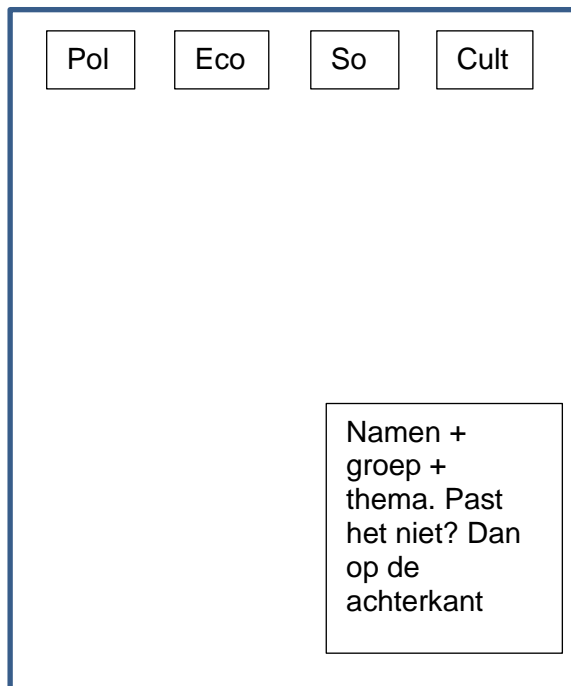 Pol Eco So Cult
Namen +
groep +
thema. Past
het niet? Dan
op de
achterkant